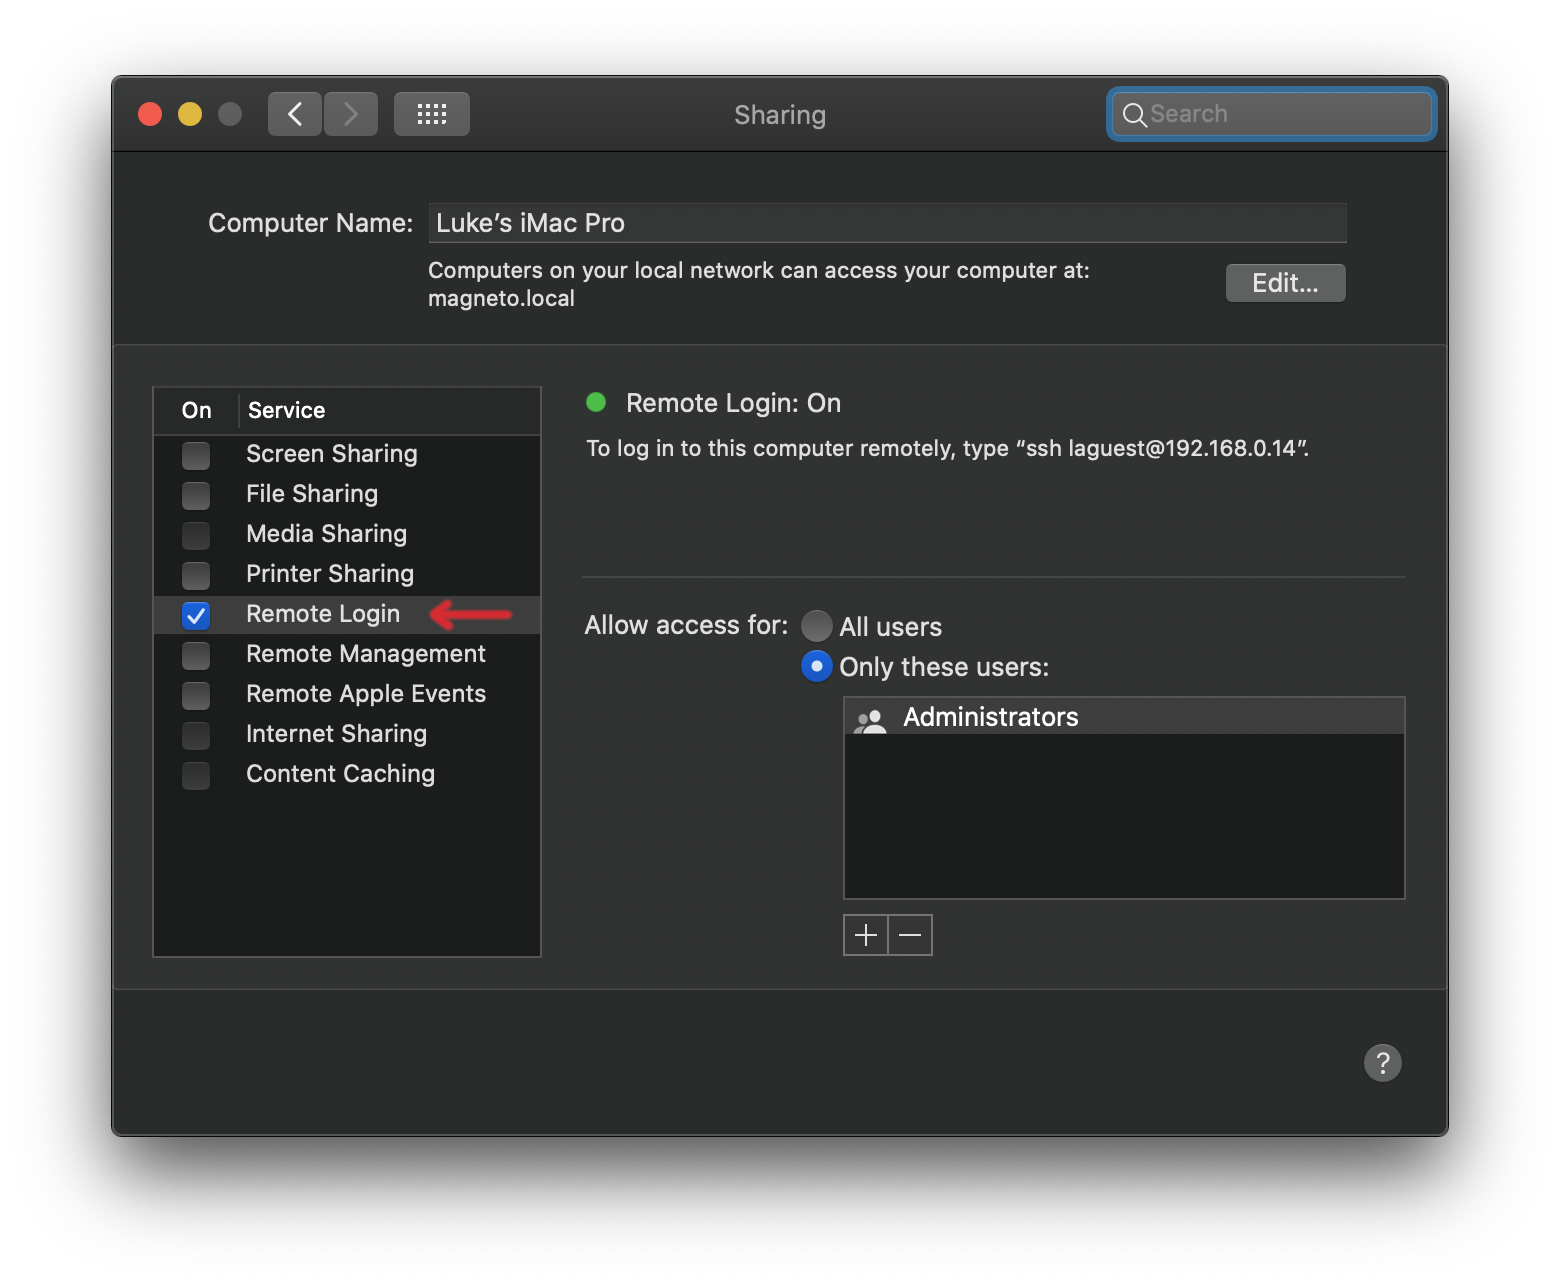 Sharing
Search
Computer Name:
Luke’s iMac Pro
Computers on your local network can access your computer at:
magneto.local
Edit...
On
Service
Screen Sharing
File Sharing
Media Sharing
Printer Sharing
Remote Login
Remote Management
Remote Apple Events
Internet Sharing
Content Caching
Remote Login: On
To log in to this computer remotely, type “ssh laguest@192.168.0.14”.
Allow access for:
All users
Only these users:
Administrators
?